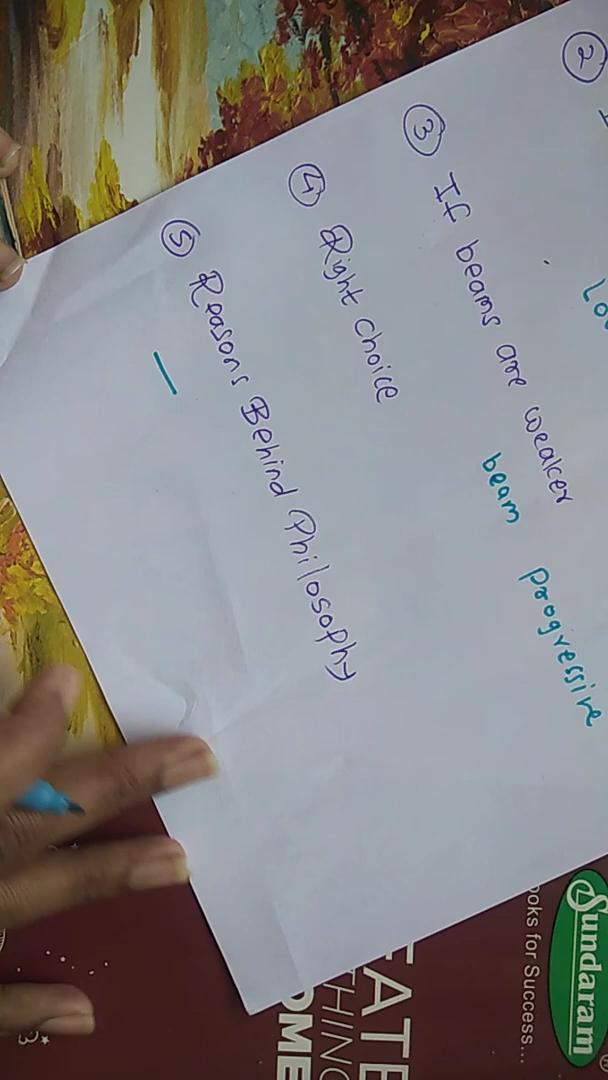 ②
③ If beams are weaker
beam progressive
④ Right choice
⑤ Reasons Behind Philosophy
Sundaram
ooks for Success...